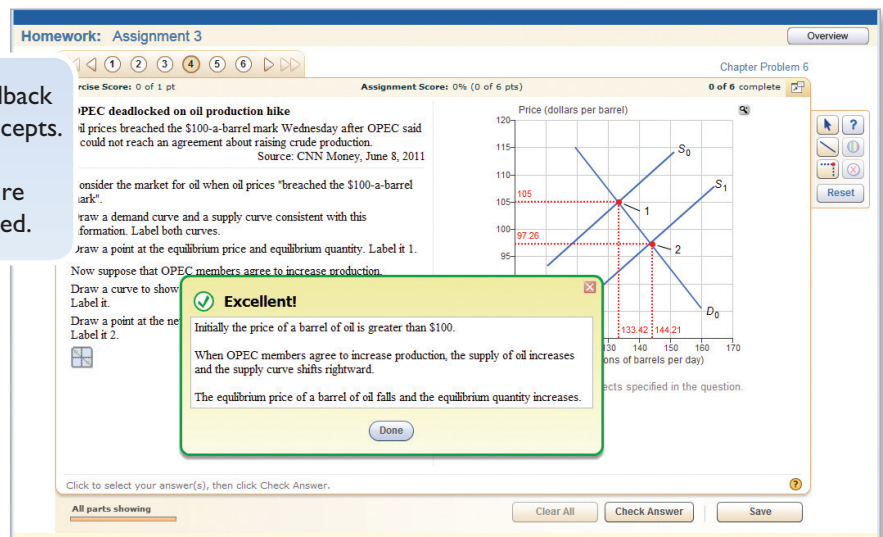 Homework: Assignment 3
Overview
1 2 3 4 5 6
Chapter Problem 6
rcise Score: 0 of 1 pt
Assignment Score: 0% (0 of 6 pts)
0 of 6 complete
lback
cepts.
re
ed.
OPEC deadlocked on oil production hike
il prices breached the $100-a-barrel mark Wednesday after OPEC said
could not reach an agreement about raising crude production.
Source: CNN Money, June 8, 2011
onsider the market for oil when oil prices "breached the $100-a-barrel
ark".
raw a demand curve and a supply curve consistent with this
formation. Label both curves.
raw a point at the equilibrium price and equilibrium quantity. Label it 1.
Now suppose that OPEC members agree to increase production.
Draw a curve to show
Label it.
Draw a point at the ne
Label it 2.
Price (dollars per barrel)
120
115
110
105
100
95
105
97.26
S0
S1
1
2
D0
133.42
144.21
130 140 150 160 170
ons of barrels per day)
ects specified in the question.
?
Reset
Excellent!
Initially the price of a barrel of oil is greater than $100.
When OPEC members agree to increase production, the supply of oil increases
and the supply curve shifts rightward.
The equlibrium price of a barrel of oil falls and the equilibrium quantity increases.
Done
Click to select your answer(s), then click Check Answer.
?
All parts showing
Clear All
Check Answer
Save